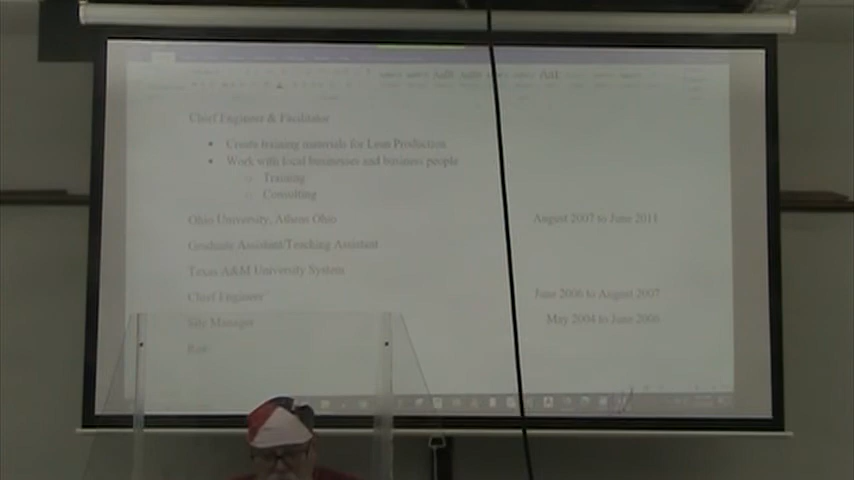 Chief Engineer & Facilitator
• Create training materials for Lean Production
• Work with local businesses and business people
o Training
o Consulting
Ohio University, Athens Ohio August 2007 to June 2011
Graduate Assistant/Teaching Assistant
Texas A&M University System
Chief Engineer June 2006 to August 2007
Site Manager May 2004 to June 2006